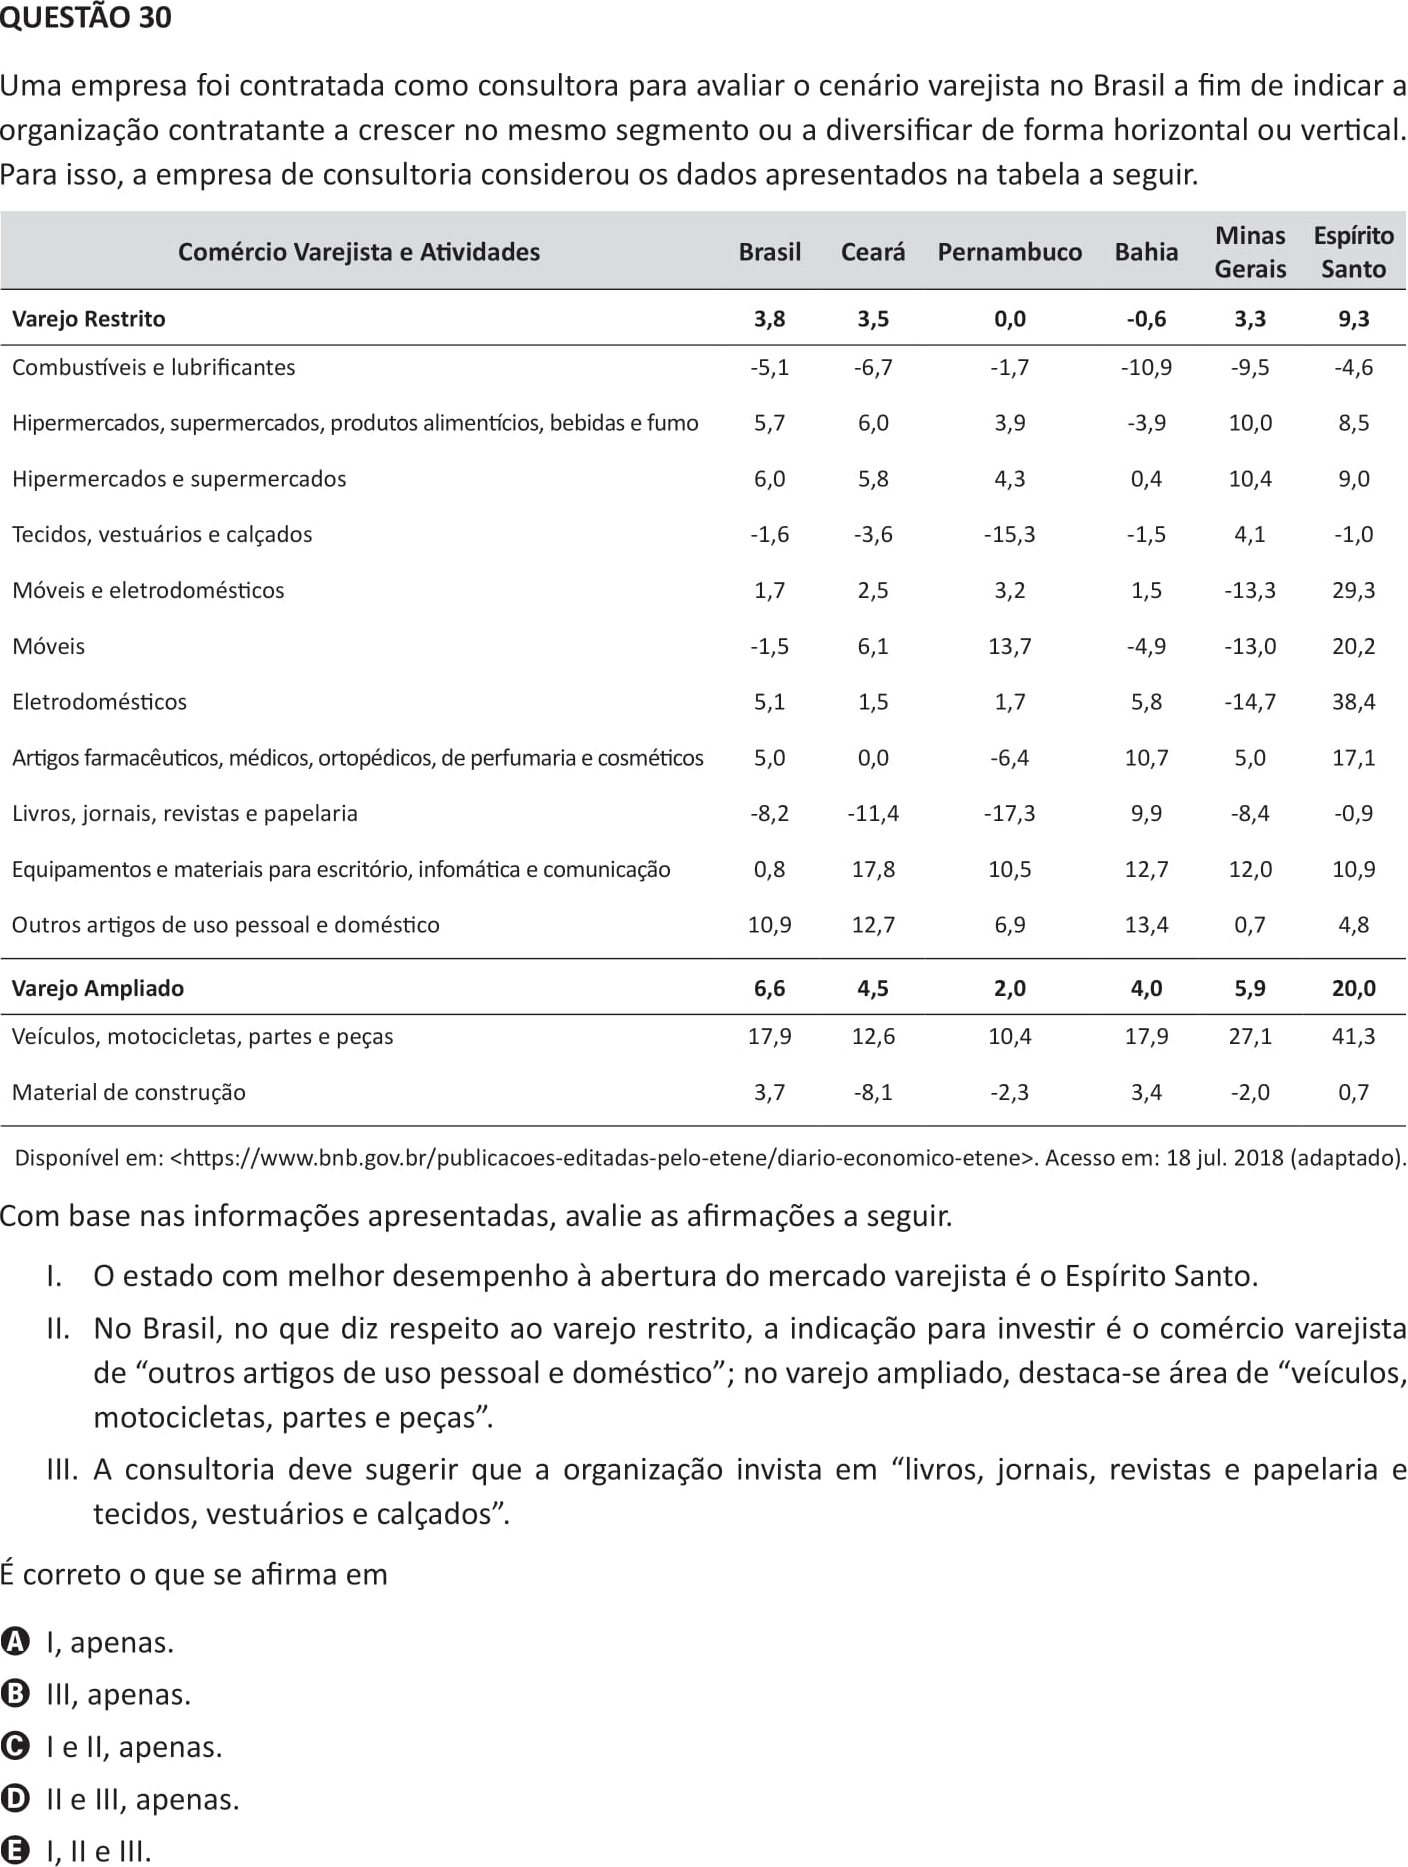 QUESTÃO 30
Uma empresa foi contratada como consultora para avaliar o cenário varejista no Brasil a fim de indicar a
organização contratante a crescer no mesmo segmento ou a diversificar de forma horizontal ou vertical.
Para isso, a empresa de consultoria considerou os dados apresentados na tabela a seguir.
Comércio Varejista e Atividades Brasil Ceará Pernambuco Bahia Minas Gerais Espírito Santo
Varejo Restrito 3,8 3,5 0,0 -0,6 3,3 9,3
Combustíveis e lubrificantes -5,1 -6,7 -1,7 -10,9 -9,5 -4,6
Hipermercados, supermercados, produtos alimentícios, bebidas e fumo 5,7 6,0 3,9 -3,9 10,0 8,5
Hipermercados e supermercados 6,0 5,8 4,3 0,4 10,4 9,0
Tecidos, vestuários e calçados -1,6 -3,6 -15,3 -1,5 4,1 -1,0
Móveis e eletrodomésticos 1,7 2,5 3,2 1,5 -13,3 29,3
Móveis -1,5 6,1 13,7 -4,9 -13,0 20,2
Eletrodomésticos 5,1 1,5 1,7 5,8 -14,7 38,4
Artigos farmacêuticos, médicos, ortopédicos, de perfumaria e cosméticos 5,0 0,0 -6,4 10,7 5,0 17,1
Livros, jornais, revistas e papelaria -8,2 -11,4 -17,3 9,9 -8,4 -0,9
Equipamentos e materiais para escritório, infomática e comunicação 0,8 17,8 10,5 12,7 12,0 10,9
Outros artigos de uso pessoal e doméstico 10,9 12,7 6,9 13,4 0,7 4,8
Varejo Ampliado 6,6 4,5 2,0 4,0 5,9 20,0
Veículos, motocicletas, partes e peças 17,9 12,6 10,4 17,9 27,1 41,3
Material de construção 3,7 -8,1 -2,3 3,4 -2,0 0,7
Disponível em: <https://www.bnb.gov.br/publicacoes-editadas-pelo-etene/diario-economico-etene>. Acesso em: 18 jul. 2018 (adaptado).
Com base nas informações apresentadas, avalie as afirmações a seguir.
I. O estado com melhor desempenho à abertura do mercado varejista é o Espírito Santo.
II. No Brasil, no que diz respeito ao varejo restrito, a indicação para investir é o comércio varejista
de “outros artigos de uso pessoal e doméstico”; no varejo ampliado, destaca-se área de “veículos,
motocicletas, partes e peças”.
III. A consultoria deve sugerir que a organização invista em “livros, jornais, revistas e papelaria e
tecidos, vestuários e calçados”.
É correto o que se afirma em
A I, apenas.
B III, apenas.
C I e II, apenas.
D II e III, apenas.
E I, II e III.